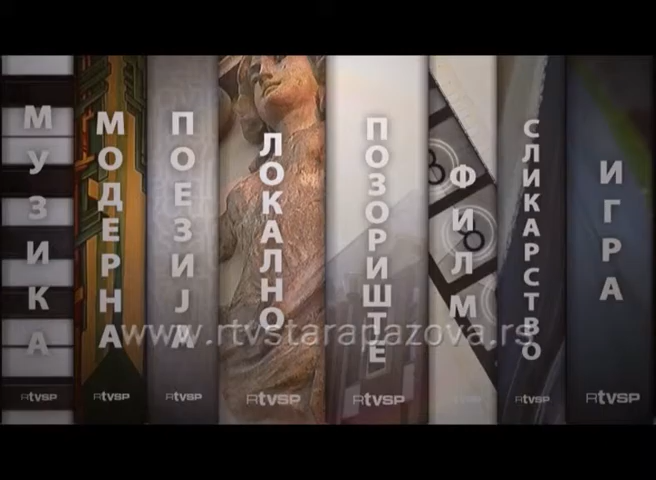 МУЗИКА
МОДЕРНА
ПОЕЗИЈА
ЛОКАЛНО
ПОЗОРИШТЕ
ФИЛМ
СЛИКАРСТВО
ИГРА
www.rtvstarapazova.rs
RTVSP
RTVSP
RTVSP
RTVSP
RTVSP
RTVSP
RTVSP